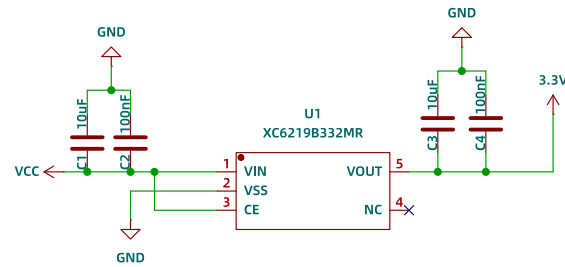 GND
GND
10uF
100nF
C1
C2
VCC
U1
XC6219B332MR
10uF
100nF
C3
C4
3.3V
1
VIN
VOUT
5
2
VSS
3
CE
NC
4
GND